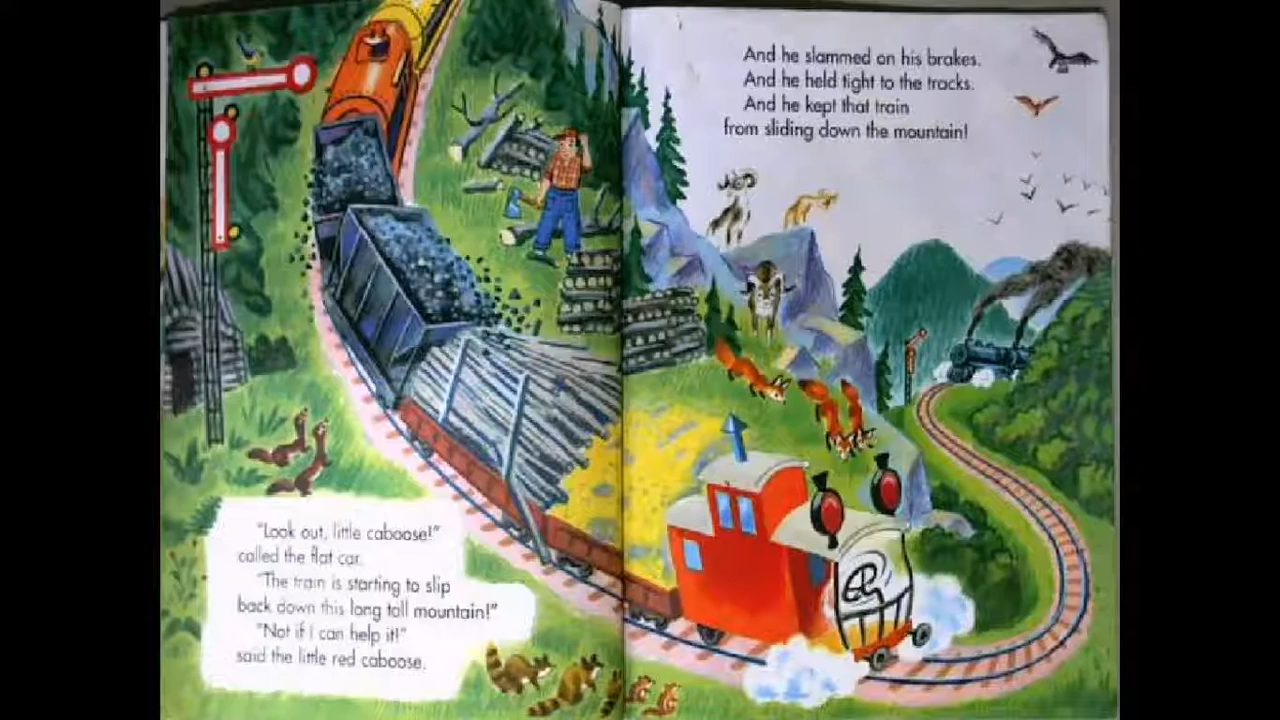 "Look out, little caboose!"
called the flat car.
"The train is starting to slip
back down this long tall mountain!"
"Not if I can help it!"
said the little red caboose.
And he slammed on his brakes.
And he held tight to the tracks.
And he kept that train
from sliding down the mountain!